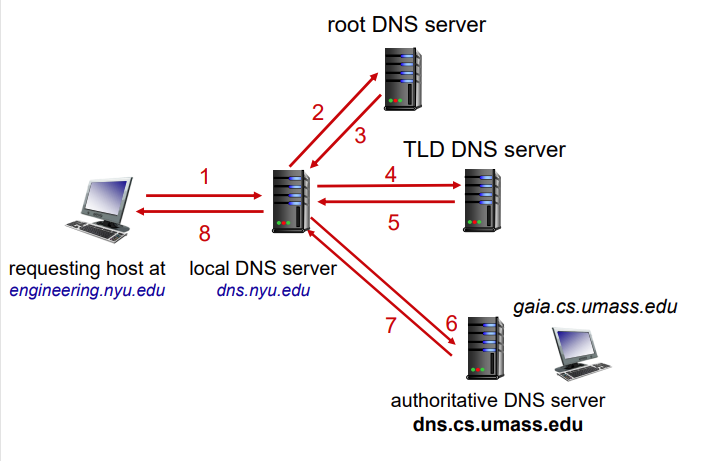 root DNS server
2
3
TLD DNS server
1
4
5
8
requesting host at
engineering.nyu.edu
local DNS server
dns.nyu.edu
6
7
gaia.cs.umass.edu
authoritative DNS server
dns.cs.umass.edu